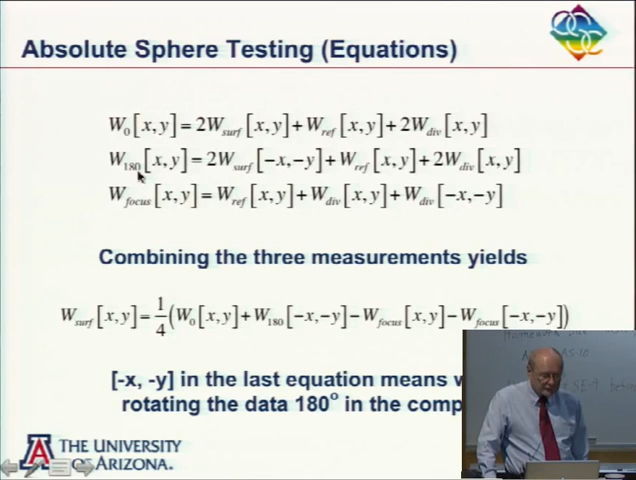 Absolute Sphere Testing (Equations)
W₀[x,y] = 2W_surf[x,y] + W_ref[x,y] + 2W_div[x,y]
W₁₈₀[x,y] = 2W_surf[-x,-y] + W_ref[x,y] + 2W_div[x,y]
W_focus[x,y] = W_ref[x,y] + W_div[x,y] + W_div[-x,-y]
Combining the three measurements yields
W_surf[x,y] = 1/4 (W₀[x,y] + W₁₈₀[-x,-y] - W_focus[x,y] - W_focus[-x,-y])
[-x, -y] in the last equation means
rotating the data 180° in the comp
THE UNIVERSITY
OF ARIZONA.